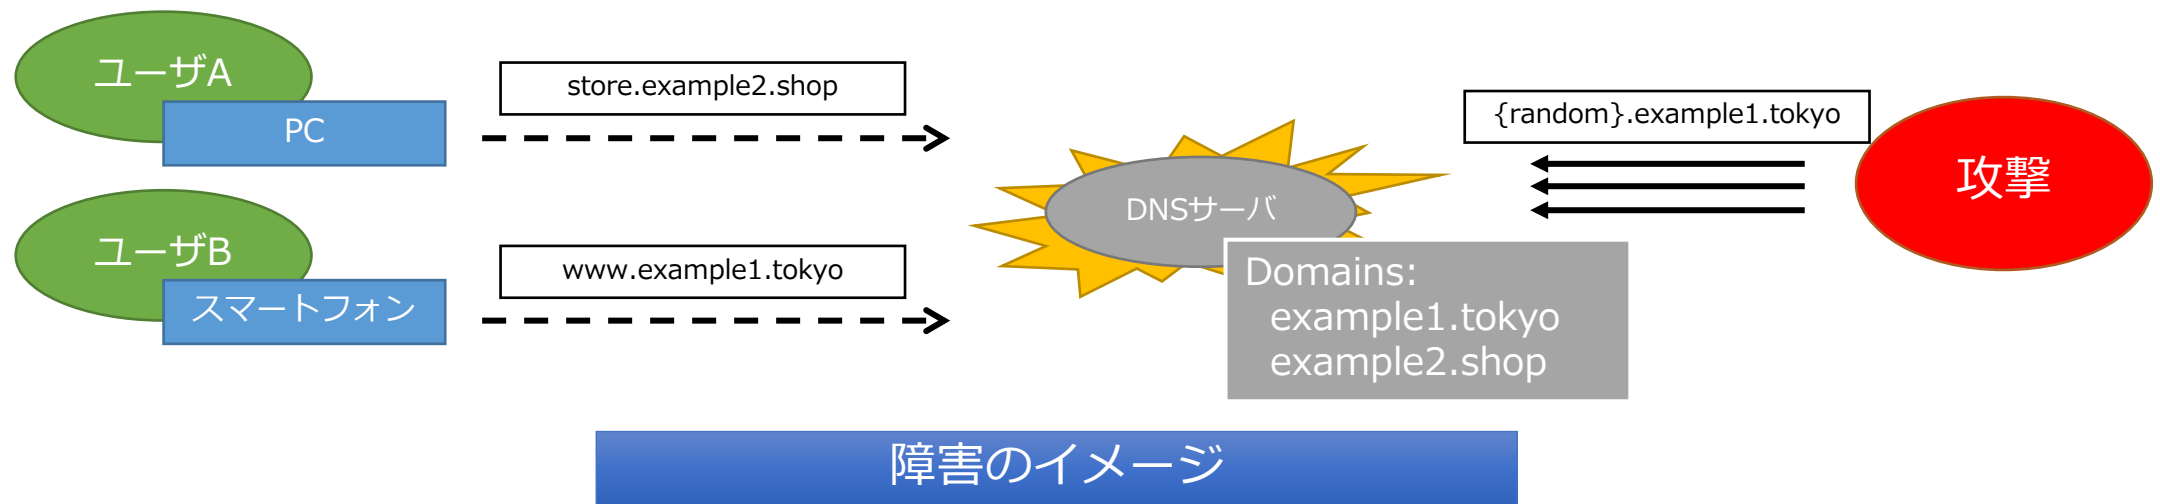 ユーザA
PC
store.example2.shop
ユーザB
スマートフォン
www.example1.tokyo
DNSサーバ
Domains:
example1.tokyo
example2.shop
{random}.example1.tokyo
攻撃
障害のイメージ